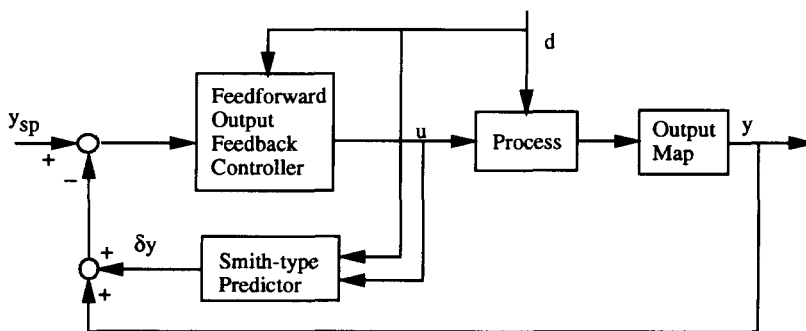 d
Feedforward
Output
Feedback
Controller
y_sp
+
−
u
Process
Output
Map
y
δy
+
+
Smith-type
Predictor